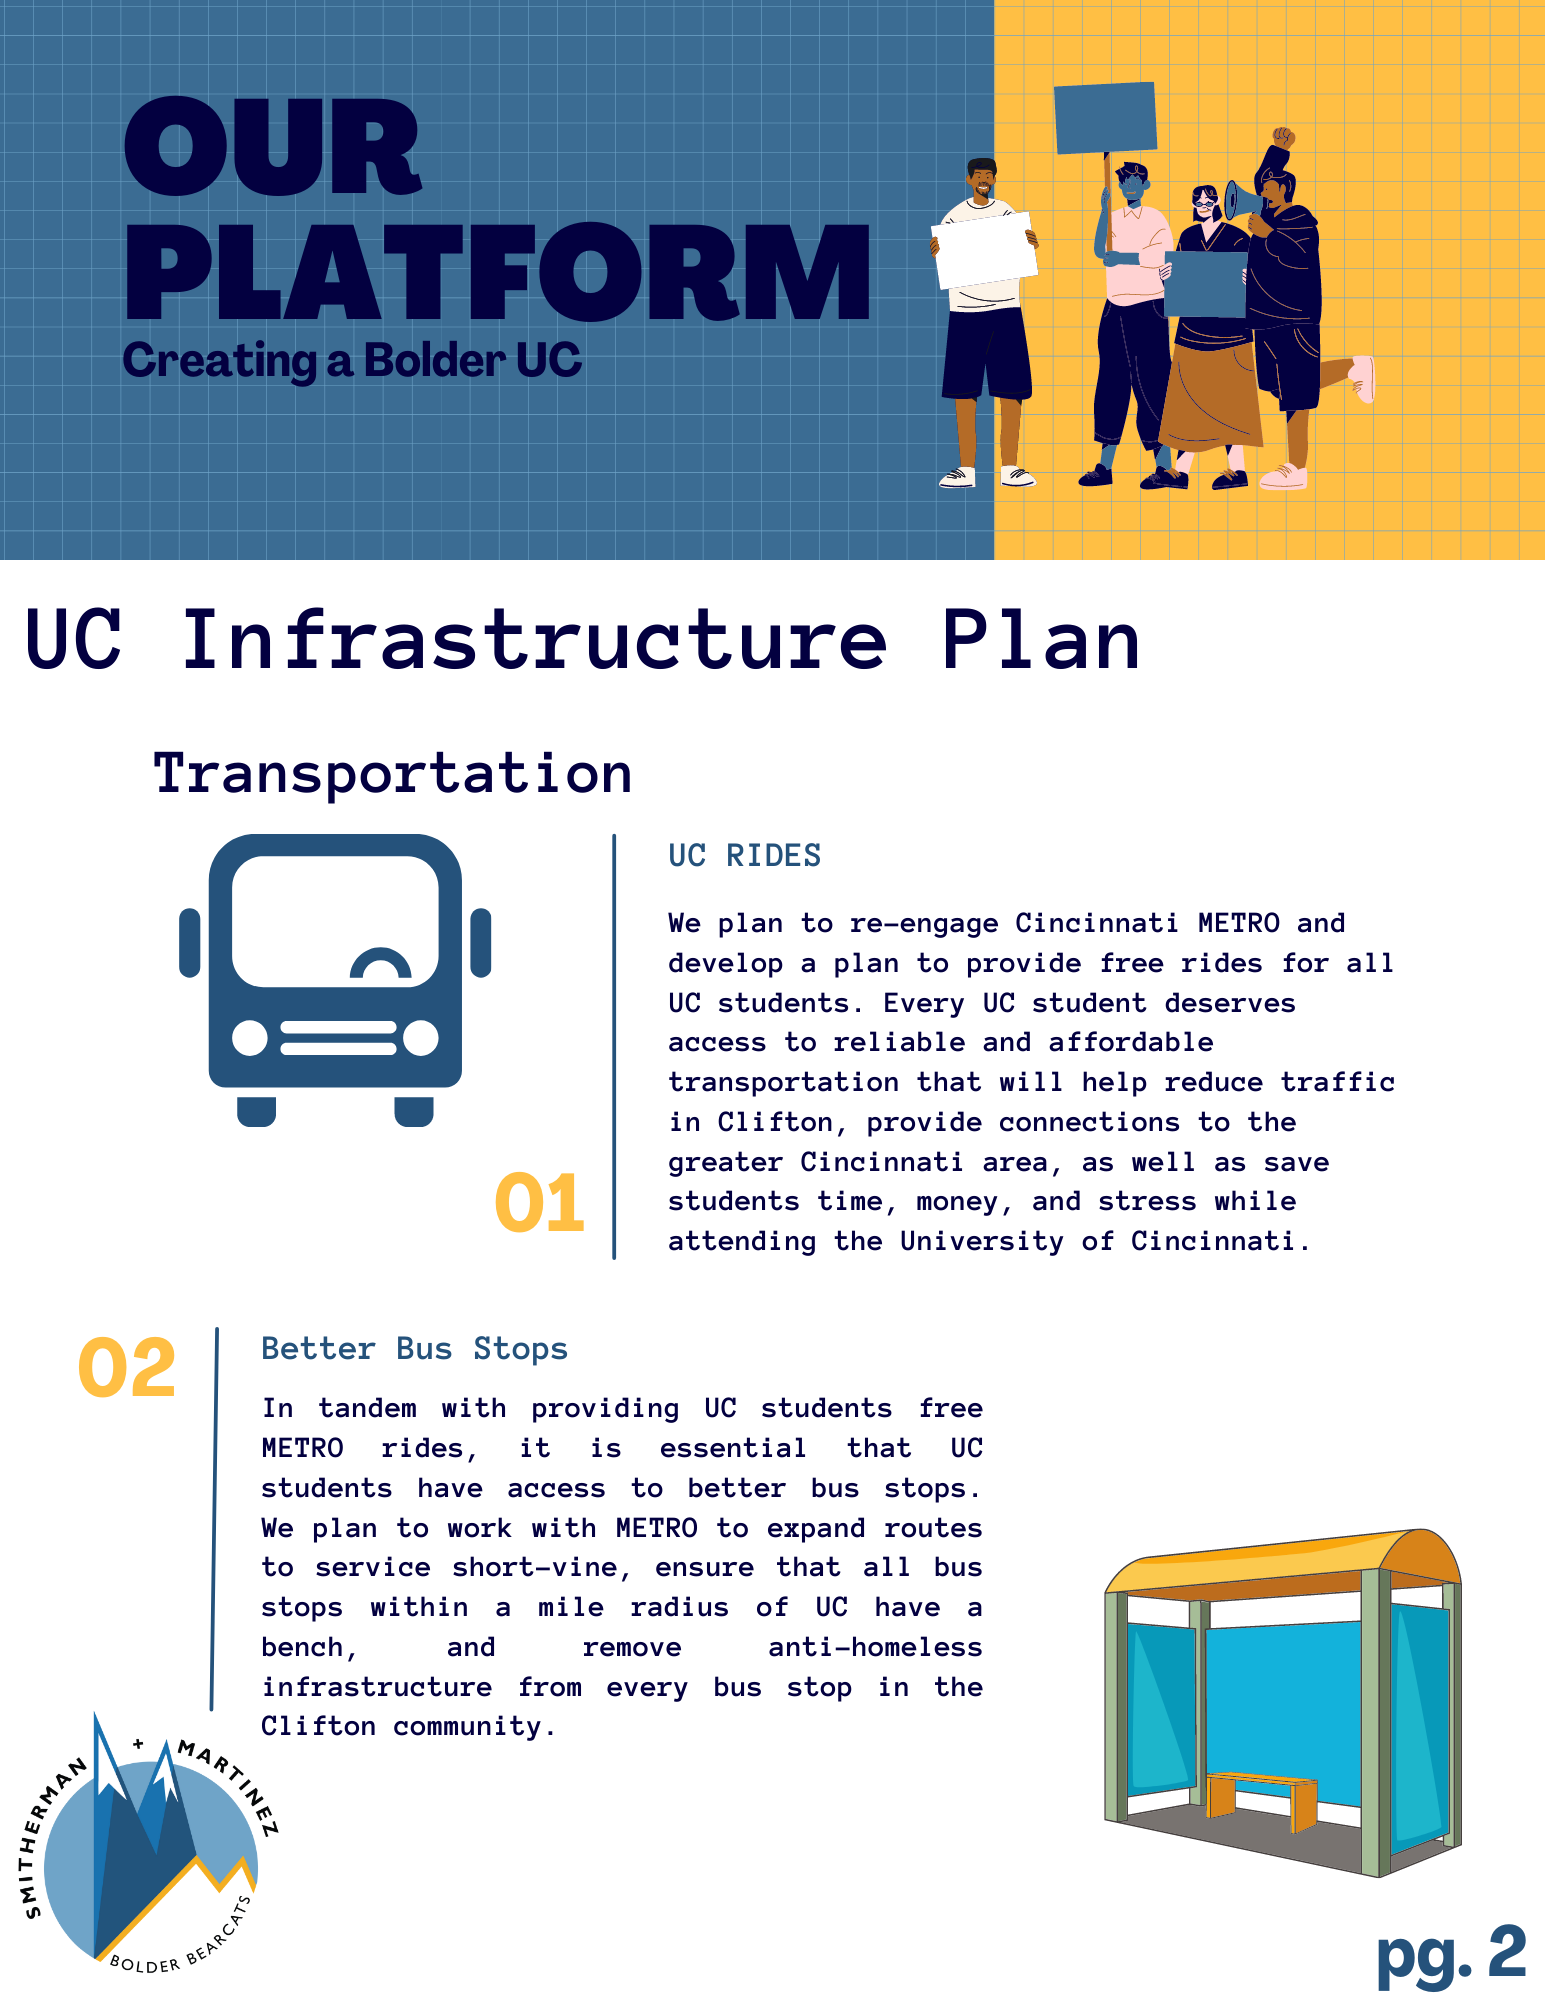 OUR
PLATFORM
Creating a Bolder UC
UC Infrastructure Plan
Transportation
UC RIDES
We plan to re-engage Cincinnati METRO and
develop a plan to provide free rides for all
UC students. Every UC student deserves
access to reliable and affordable
transportation that will help reduce traffic
in Clifton, provide connections to the
greater Cincinnati area, as well as save
students time, money, and stress while
attending the University of Cincinnati.
01
02
Better Bus Stops
In tandem with providing UC students free
METRO rides, it is essential that UC
students have access to better bus stops.
We plan to work with METRO to expand routes
to service short-vine, ensure that all bus
stops within a mile radius of UC have a
bench, and remove anti-homeless
infrastructure from every bus stop in the
Clifton community.
SMITHERMAN + MARTINEZ
BOLDER BEARCATS
pg. 2